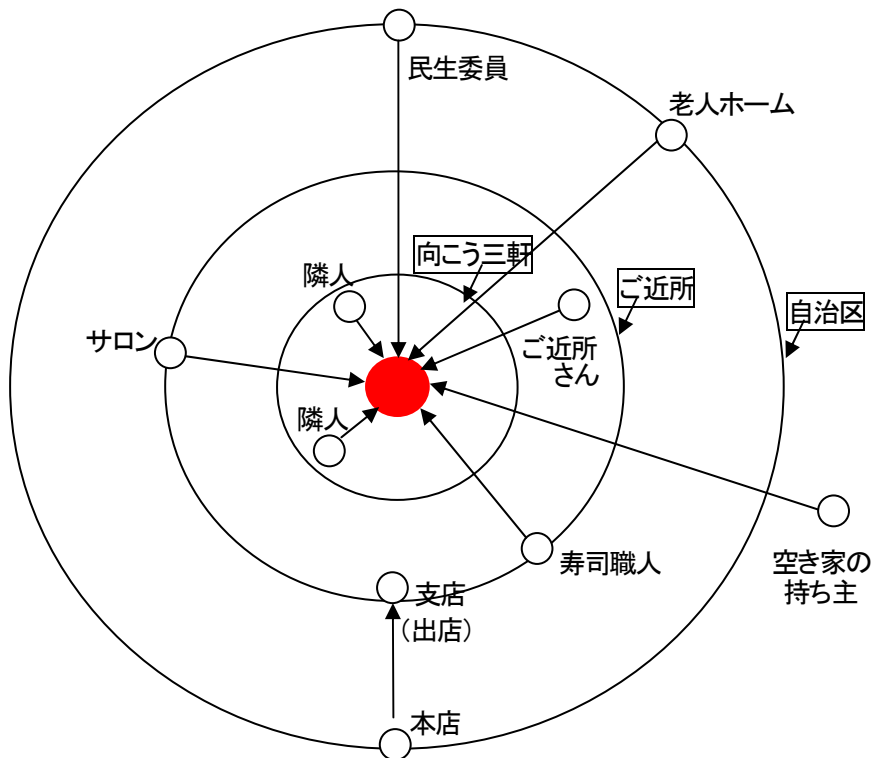 民生委員
老人ホーム
向こう三軒
隣人
ご近所
自治区
サロン
ご近所
さん
隣人
寿司職人
空き家の
持ち主
支店
（出店）
本店